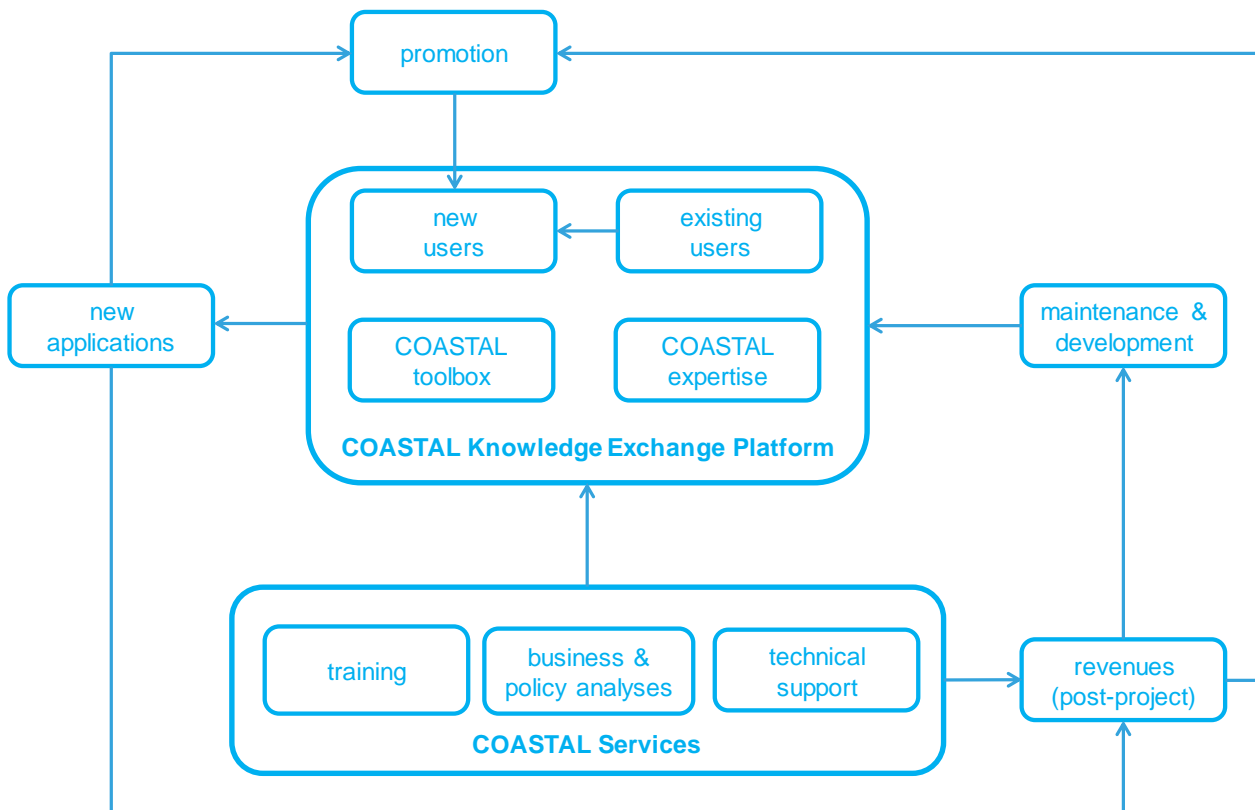 promotion
new
users
existing
users
new
applications
maintenance &
development
COASTAL
toolbox
COASTAL
expertise
COASTAL Knowledge Exchange Platform
training
business &
policy analyses
technical
support
revenues
(post-project)
COASTAL Services